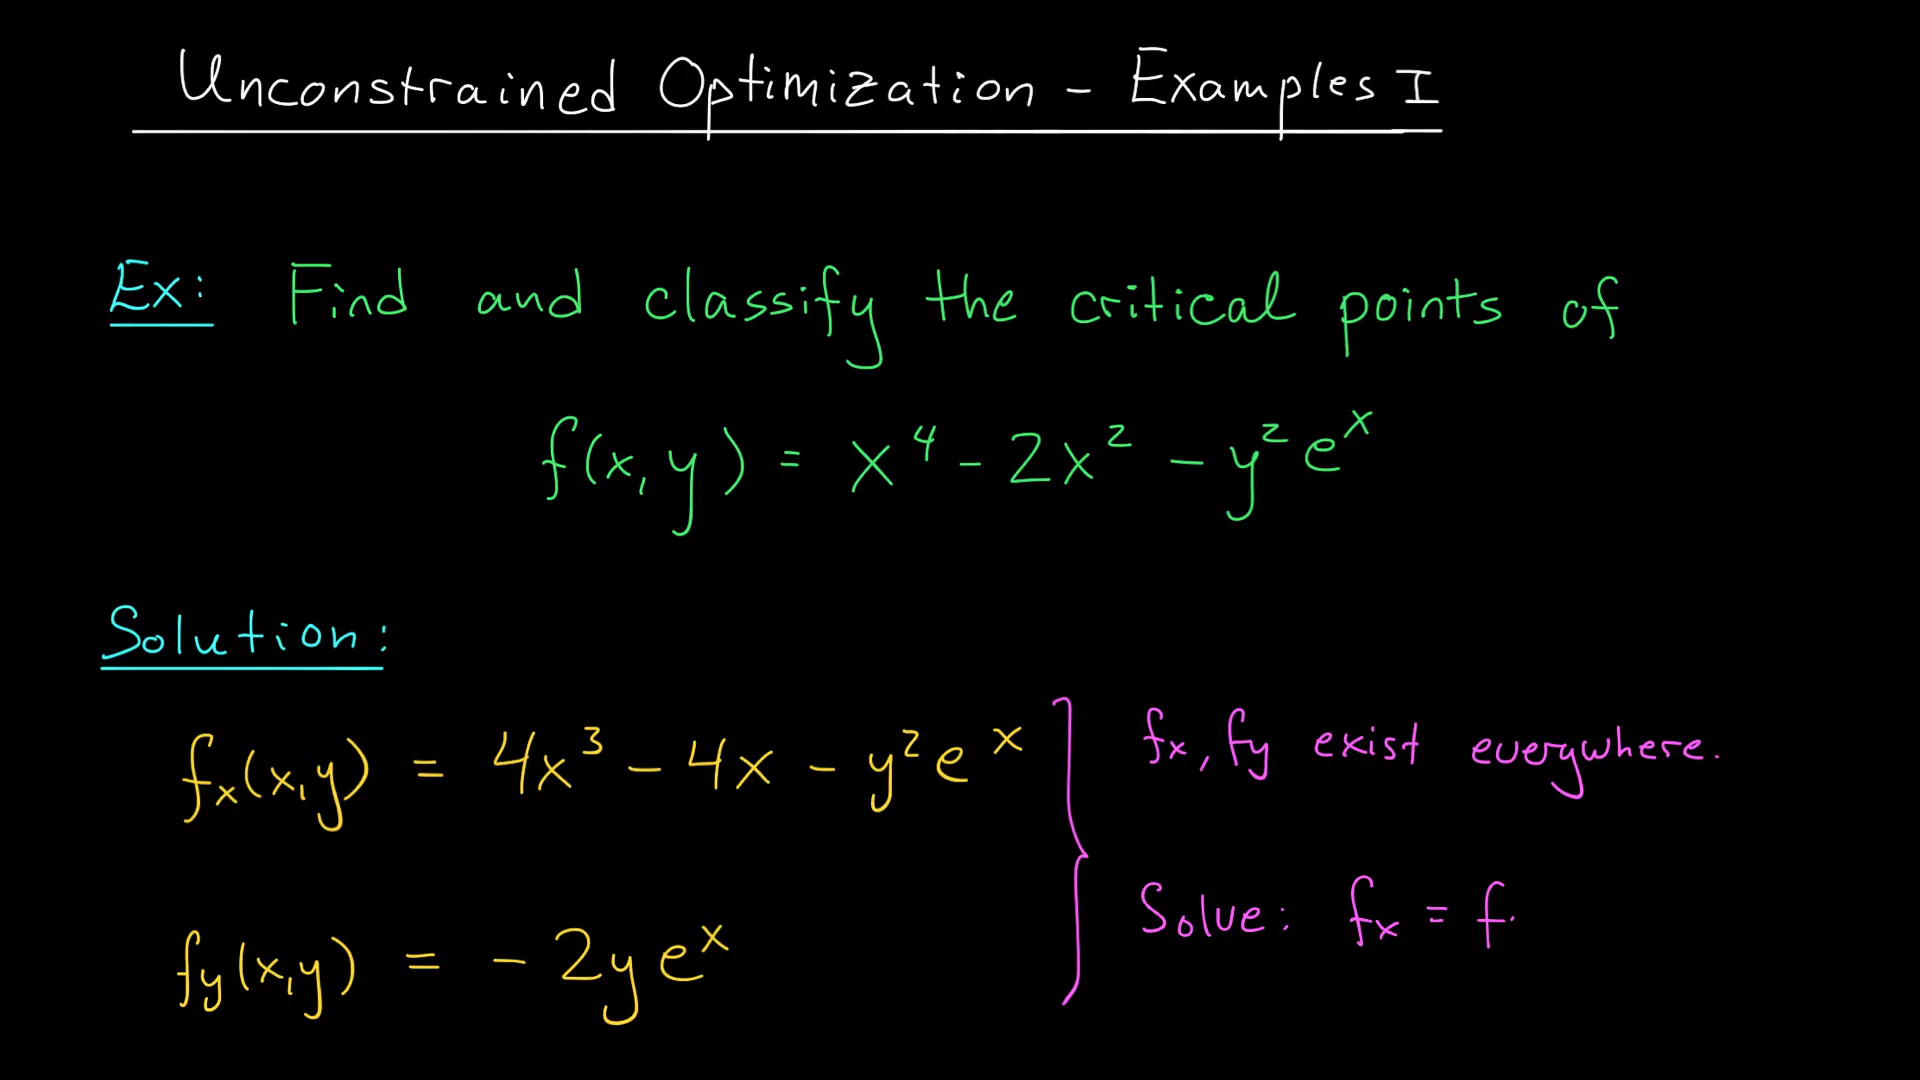 Unconstrained Optimization - Examples I
Ex: Find and classify the critical points of
f(x,y) = x⁴ - 2x² - y²eˣ
Solution:
fₓ(x,y) = 4x³ - 4x - y²eˣ
fx, fy exist everywhere.
Solve: fx = f
fy(x,y) = -2yeˣ